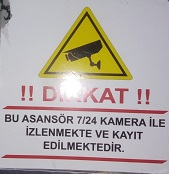 !! DİKKAT !!
BU ASANSÖR 7/24 KAMERA İLE
İZLENMEKTE VE KAYIT
EDİLMEKTEDİR.